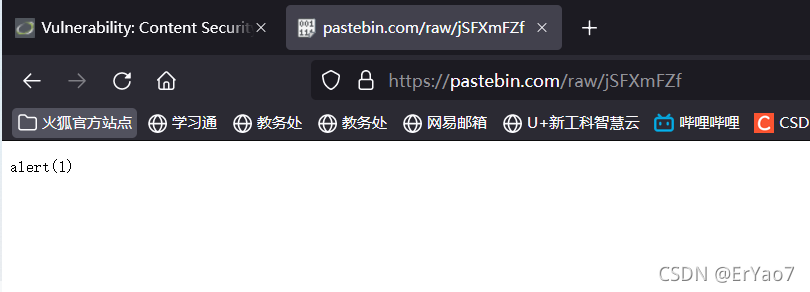 Vulnerability: Content Securit
pastebin.com/raw/jSFXmFZf
https://pastebin.com/raw/jSFXmFZf
火狐官方站点 学习通 教务处 教务处 网易邮箱 U+新工科智慧云 哔哩哔哩 C CSD
alert(1)
CSDN @ErYao7